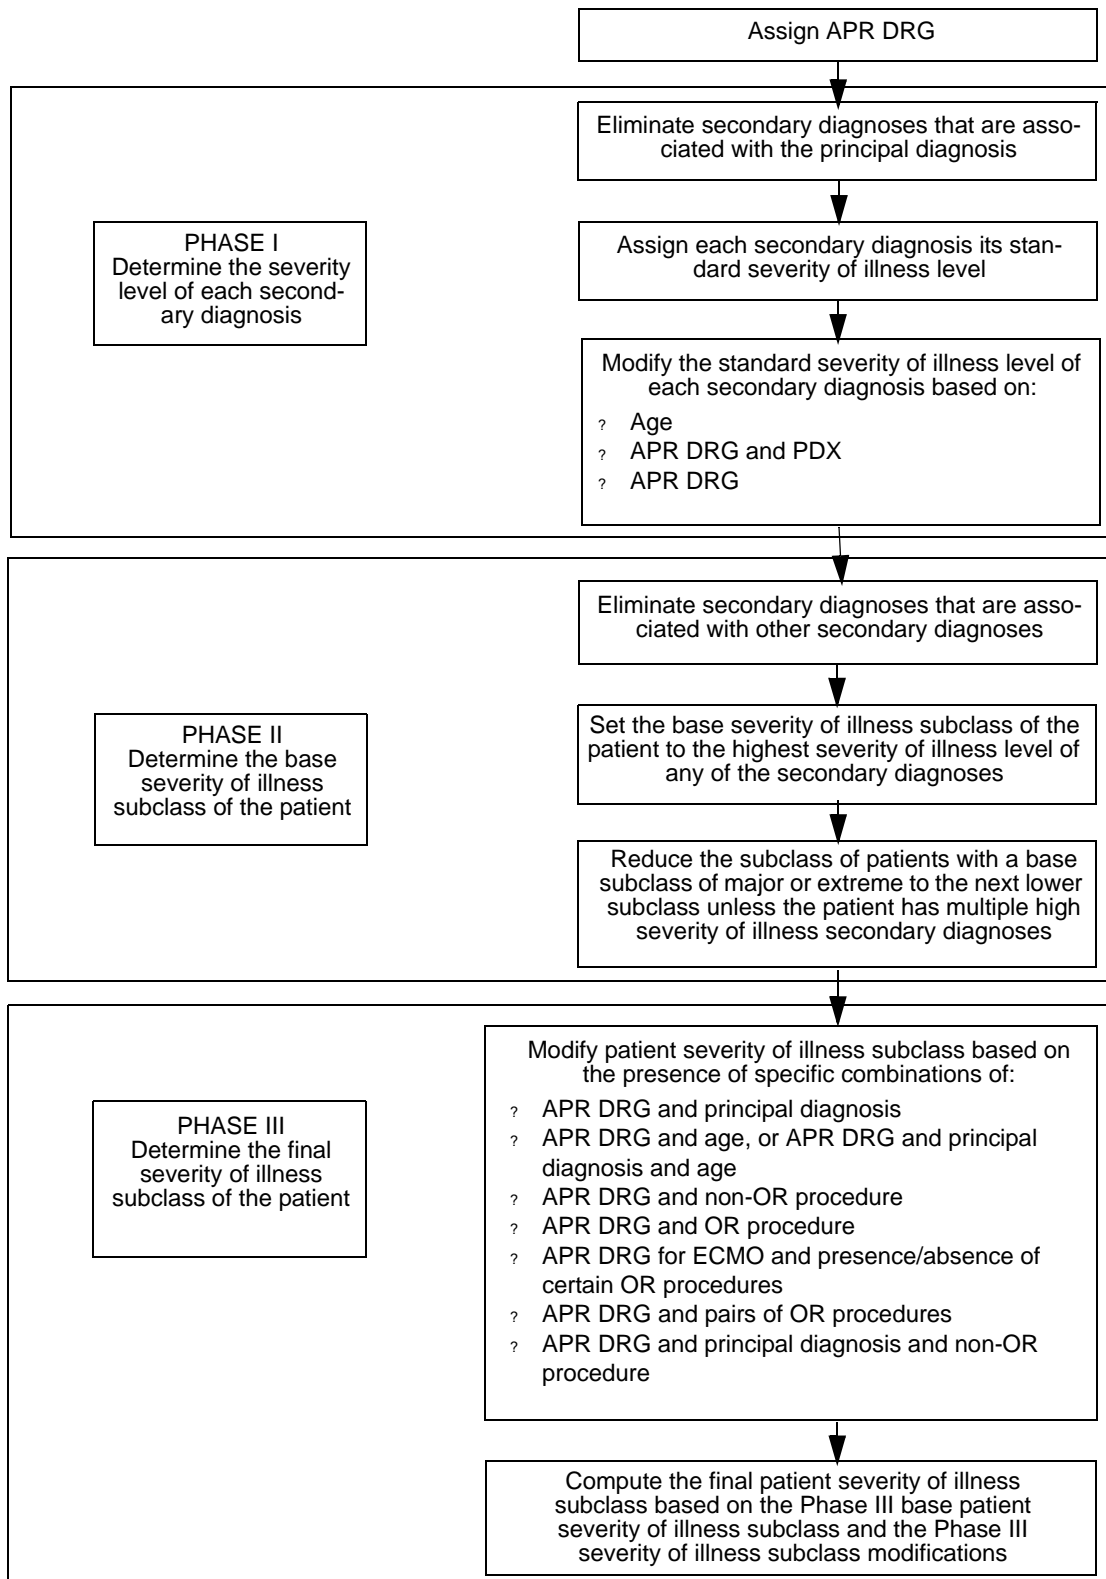 Assign APR DRG
Eliminate secondary diagnoses that are asso-
ciated with the principal diagnosis
PHASE I
Determine the severity
level of each second-
ary diagnosis
Assign each secondary diagnosis its stan-
dard severity of illness level
Modify the standard severity of illness level of
each secondary diagnosis based on:
? Age
? APR DRG and PDX
? APR DRG
Eliminate secondary diagnoses that are asso-
ciated with other secondary diagnoses
PHASE II
Determine the base
severity of illness
subclass of the patient
Set the base severity of illness subclass of the
patient to the highest severity of illness level of
any of the secondary diagnoses
Reduce the subclass of patients with a base
subclass of major or extreme to the next lower
subclass unless the patient has multiple high
severity of illness secondary diagnoses
PHASE III
Determine the final
severity of illness
subclass of the patient
Modify patient severity of illness subclass based on
the presence of specific combinations of:
? APR DRG and principal diagnosis
? APR DRG and age, or APR DRG and principal
diagnosis and age
? APR DRG and non-OR procedure
? APR DRG and OR procedure
? APR DRG for ECMO and presence/absence of
certain OR procedures
? APR DRG and pairs of OR procedures
? APR DRG and principal diagnosis and non-OR
procedure
Compute the final patient severity of illness
subclass based on the Phase III base patient
severity of illness subclass and the Phase III
severity of illness subclass modifications